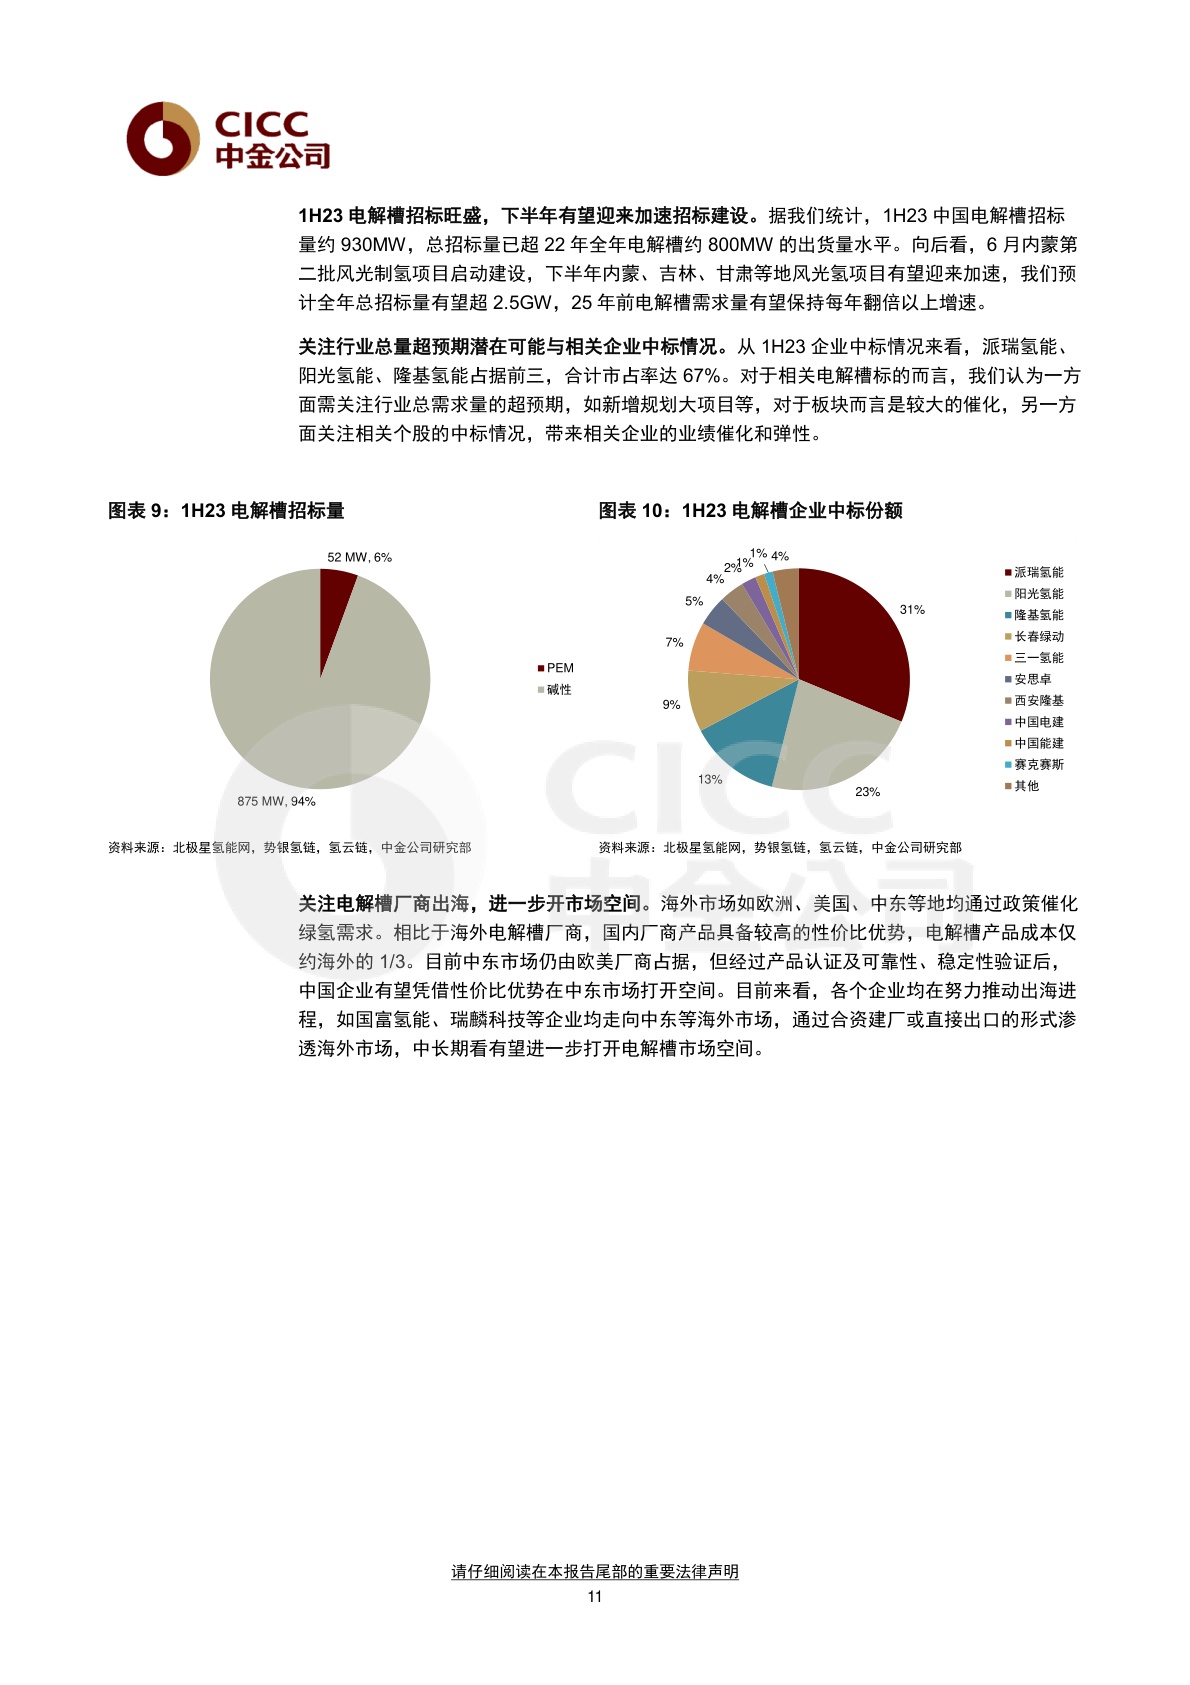 CICC
中金公司
1H23 电解槽招标旺盛，下半年有望迎来加速招标建设。据我们统计，1H23 中国电解槽招标
量约 930MW，总招标量已超 22 年全年电解槽约 800MW 的出货量水平。向后看，6 月内蒙第
二批风光制氢项目启动建设，下半年内蒙、吉林、甘肃等地风光氢项目有望迎来加速，我们预
计全年总招标量有望超 2.5GW，25 年前电解槽需求量有望保持每年翻倍以上增速。
关注行业总量超预期潜在可能与相关企业中标情况。从 1H23 企业中标情况来看，派瑞氢能、
阳光氢能、隆基氢能占据前三，合计市占率达 67%。对于相关电解槽标的而言，我们认为一方
面需关注行业总需求量的超预期，如新增规划大项目等，对于板块而言是较大的催化，另一方
面关注相关个股的中标情况，带来相关企业的业绩催化和弹性。
图表 9：1H23 电解槽招标量
52 MW, 6%
875 MW, 94%
PEM
碱性
资料来源：北极星氢能网，势银氢链，氢云链，中金公司研究部
图表 10：1H23 电解槽企业中标份额
31%
23%
13%
9%
7%
5%
4%
2%
1%
1%
4%
派瑞氢能
阳光氢能
隆基氢能
长春绿动
三一氢能
安思卓
西安隆基
中国电建
中国能建
赛克赛斯
其他
资料来源：北极星氢能网，势银氢链，氢云链，中金公司研究部
CICC
中金公司
关注电解槽厂商出海，进一步开市场空间。海外市场如欧洲、美国、中东等地均通过政策催化
绿氢需求。相比于海外电解槽厂商，国内厂商产品具备较高的性价比优势，电解槽产品成本仅
约海外的 1/3。目前中东市场仍由欧美厂商占据，但经过产品认证及可靠性、稳定性验证后，
中国企业有望凭借性价比优势在中东市场打开空间。目前来看，各个企业均在努力推动出海进
程，如国富氢能、瑞麟科技等企业均走向中东等海外市场，通过合资建厂或直接出口的形式渗
透海外市场，中长期看有望进一步打开电解槽市场空间。
请仔细阅读在本报告尾部的重要法律声明
11